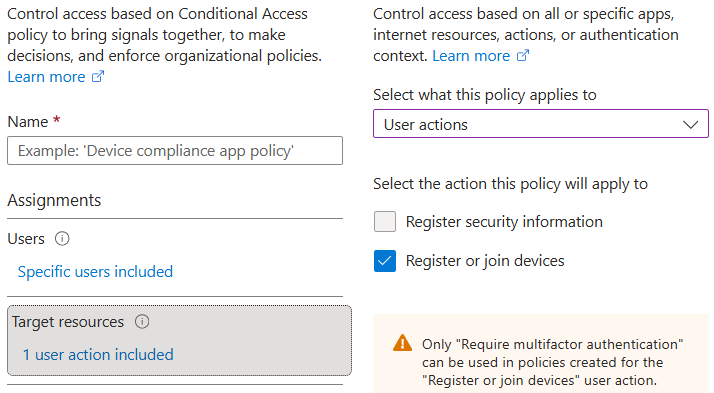 Control access based on Conditional Access
policy to bring signals together, to make
decisions, and enforce organizational policies.
Learn more
Name *
Example: 'Device compliance app policy'
Assignments
Users
Specific users included
Target resources
1 user action included
Control access based on all or specific apps,
internet resources, actions, or authentication
context. Learn more
Select what this policy applies to
User actions
Select the action this policy will apply to
Register security information
Register or join devices
Only "Require multifactor authentication"
can be used in policies created for the
"Register or join devices" user action.